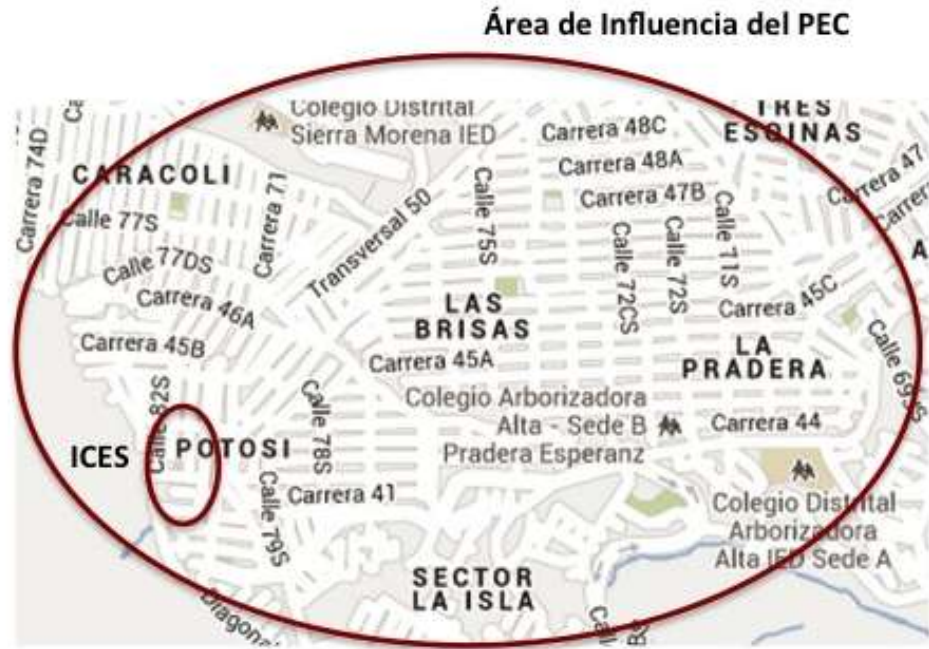 Área de Influencia del PEC
Colegio Distrital
Sierra Morena IED
TRES
ESQUINAS
Carrera 74D
CARACOLI
Carrera 48C
Carrera 48A
Carrera 47B
Carrera 47
Calle 77S
Carrera 71
Transversal 50
Calle 75S
Calle 72CS
Calle 72S
Calle 71S
Calle 77DS
Carrera 46A
LAS
BRISAS
Carrera 45C
Carrera 45B
Carrera 45A
LA
PRADERA
Calle 69JS
Calle 82S
Calle 78S
Colegio Arborizadora
Alta - Sede B
Pradera Esperanz
Carrera 44
ICES
POTOSI
Calle 79S
Carrera 41
Colegio Distrital
Arborizadora
Alta IED Sede A
SECTOR
LA ISLA